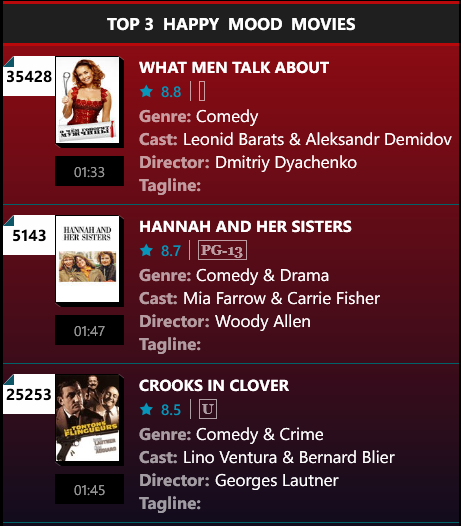 TOP 3 HAPPY MOOD MOVIES
35428
WHAT MEN TALK ABOUT
8.8
Genre: Comedy
Cast: Leonid Barats & Aleksandr Demidov
Director: Dmitriy Dyachenko
Tagline:
О ЧЁМ ГОВОРЯТ
МУЖЧИНЫ
01:33
5143
HANNAH AND HER SISTERS
8.7 PG-13
Genre: Comedy & Drama
Cast: Mia Farrow & Carrie Fisher
Director: Woody Allen
Tagline:
HANNAH AND
HER SISTERS
01:47
25253
CROOKS IN CLOVER
8.5 U
Genre: Comedy & Crime
Cast: Lino Ventura & Bernard Blier
Director: Georges Lautner
Tagline:
LES
TONTONS
FLINGUEURS
01:45